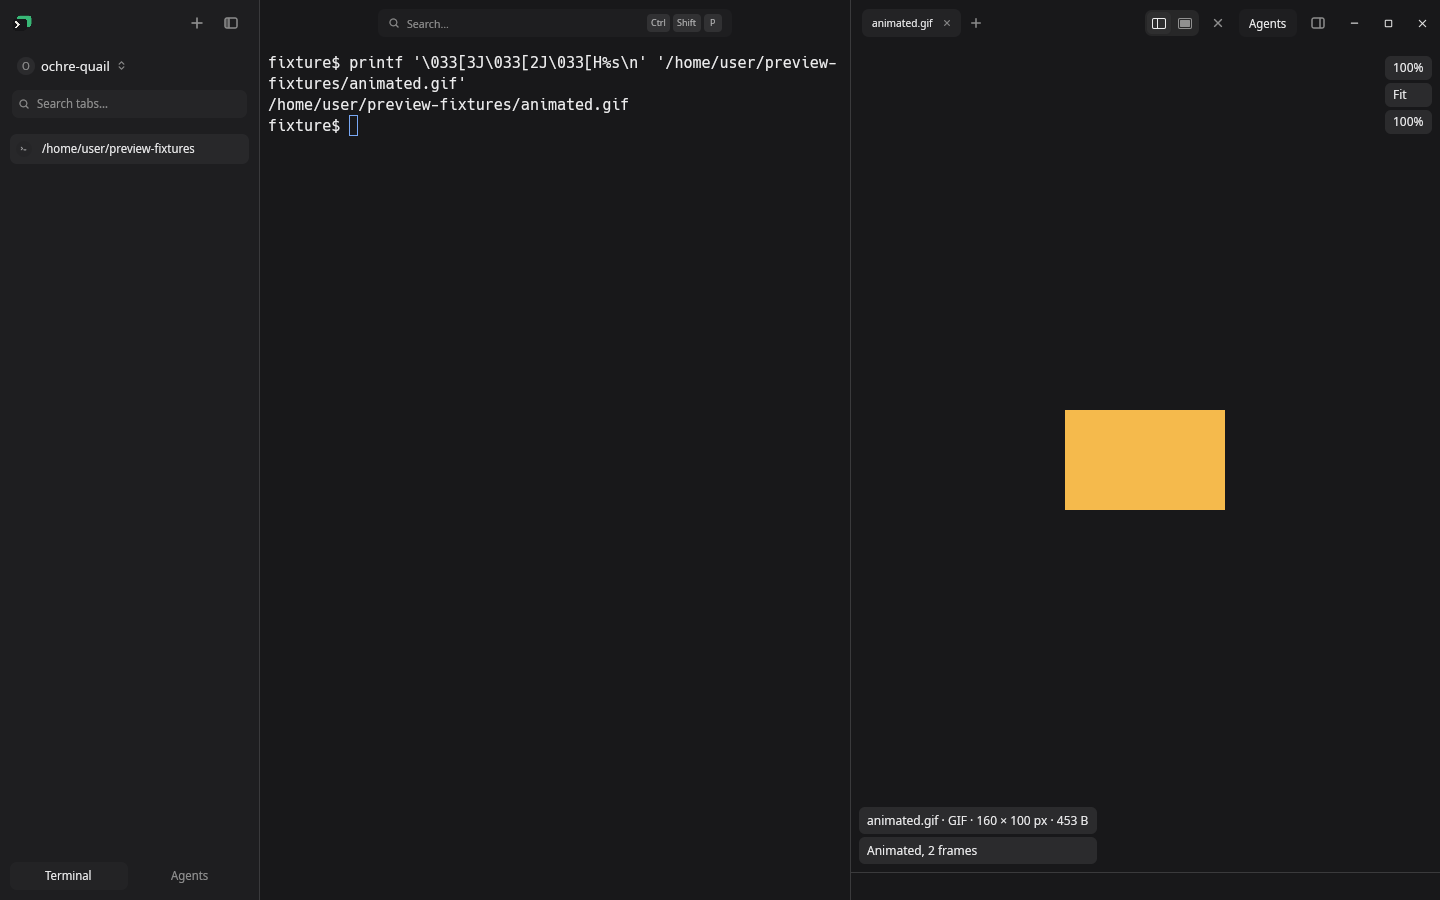 O ochre-quail
Search tabs...
/home/user/preview-fixtures
Terminal
Agents
Search...
Ctrl Shift P
fixture$ printf '\033[3J\033[2J\033[H%s\n' '/home/user/preview-
fixtures/animated.gif'
/home/user/preview-fixtures/animated.gif
fixture$
animated.gif
Agents
100%
Fit
100%
animated.gif · GIF · 160 × 100 px · 453 B
Animated, 2 frames